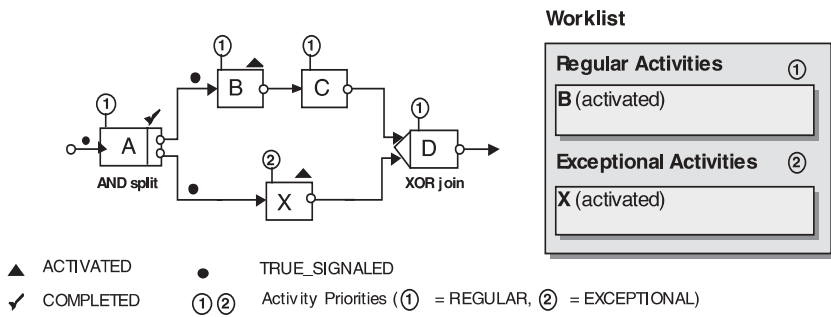 Worklist
Regular Activities 1
B (activated)
Exceptional Activities 2
X (activated)
1 1
B C
1 1
A D
AND split XOR join
2
X
ACTIVATED TRUE_SIGNALED
COMPLETED 1 2 Activity Priorities (1 = REGULAR, 2 = EXCEPTIONAL)